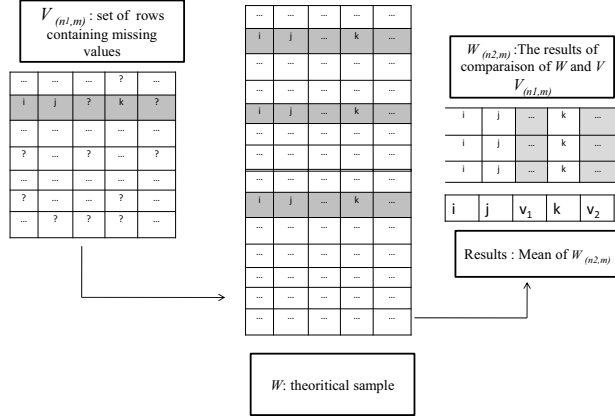 V (n1,m) : set of rows
containing missing
values
... ... ... ? ...
i j ? k ?
... ... ... ... ...
? ... ? ... ?
... ... ... ... ...
? ... ... ? ...
... ? ? ? ...
... ... ... ... ...
i j ... k ...
... ... ... ... ...
... ... ... ... ...
i j ... k ...
... ... ... ... ...
... ... ... ... ...
... ... ... ... ...
i j ... k ...
... ... ... ... ...
... ... ... ... ...
... ... ... ... ...
... ... ... ... ...
... ... ... ... ...
W: theoritical sample
W (n2,m) :The results of
comparaison of W and V
V (n1,m)
i j ... k ...
i j ... k ...
i j ... k ...
i j v1 k v2
Results : Mean of W (n2,m)